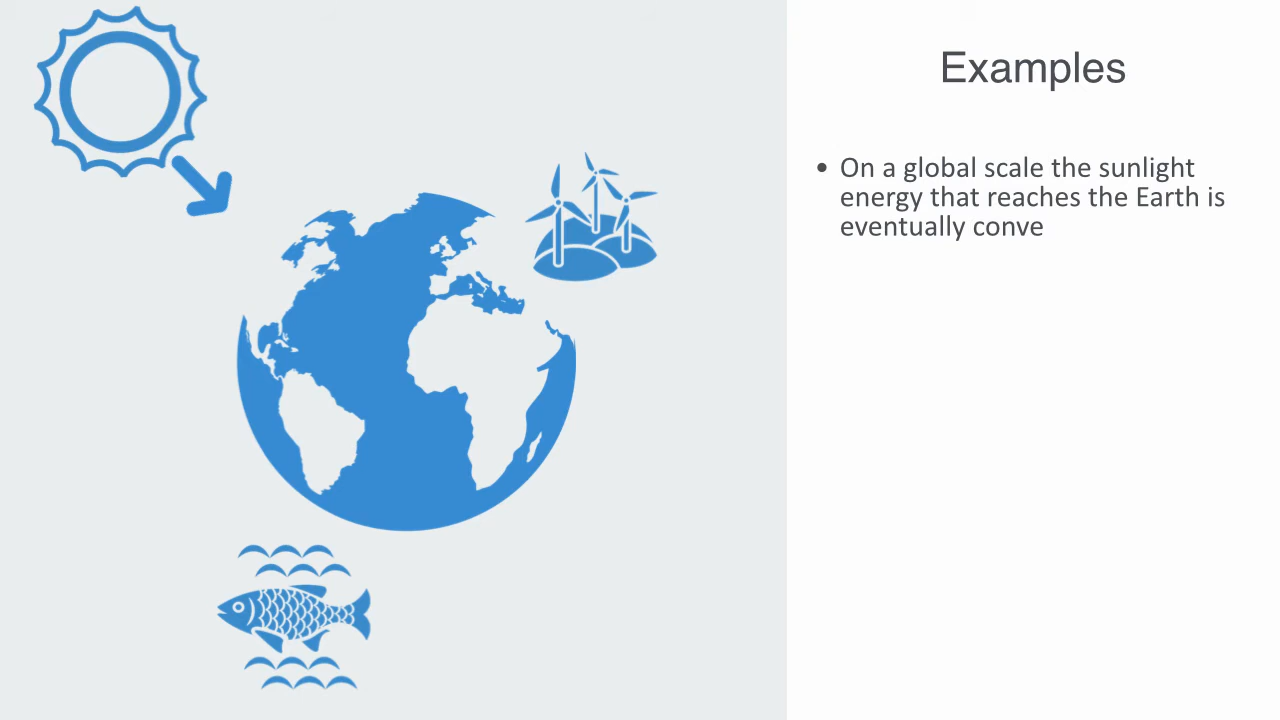 Examples
• On a global scale the sunlight
energy that reaches the Earth is
eventually conve